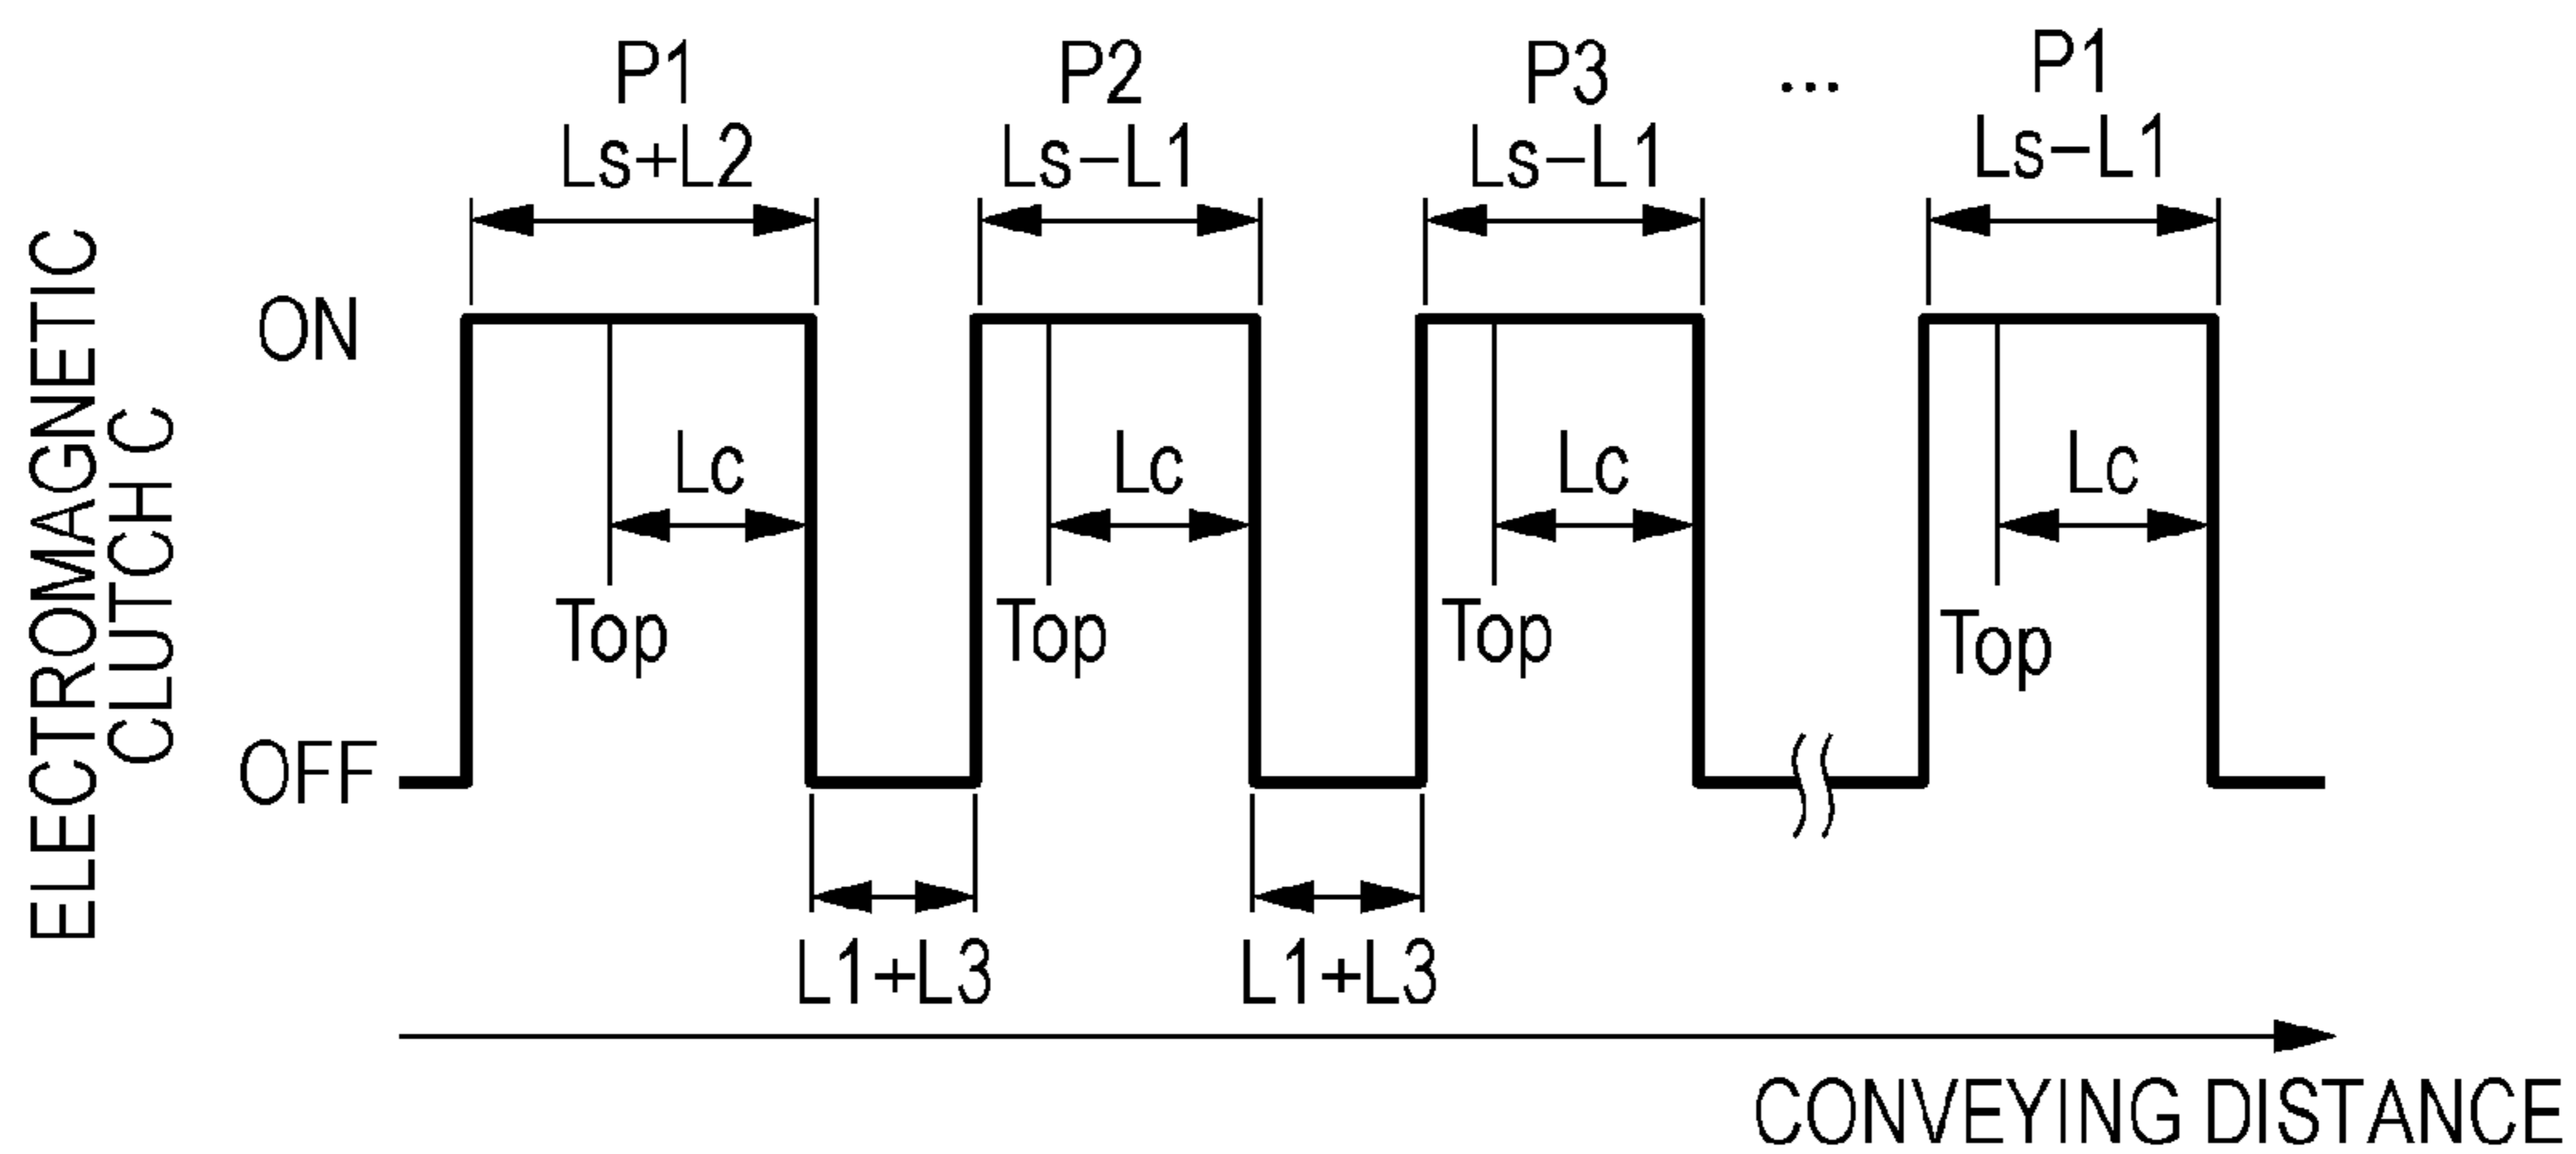 P1
P2
P3
...
P1
Ls+L2
Ls−L1
Ls−L1
Ls−L1
ELECTROMAGNETIC
CLUTCH C
ON
Lc
Lc
Lc
Lc
Top
Top
Top
Top
OFF
L1+L3
L1+L3
CONVEYING DISTANCE